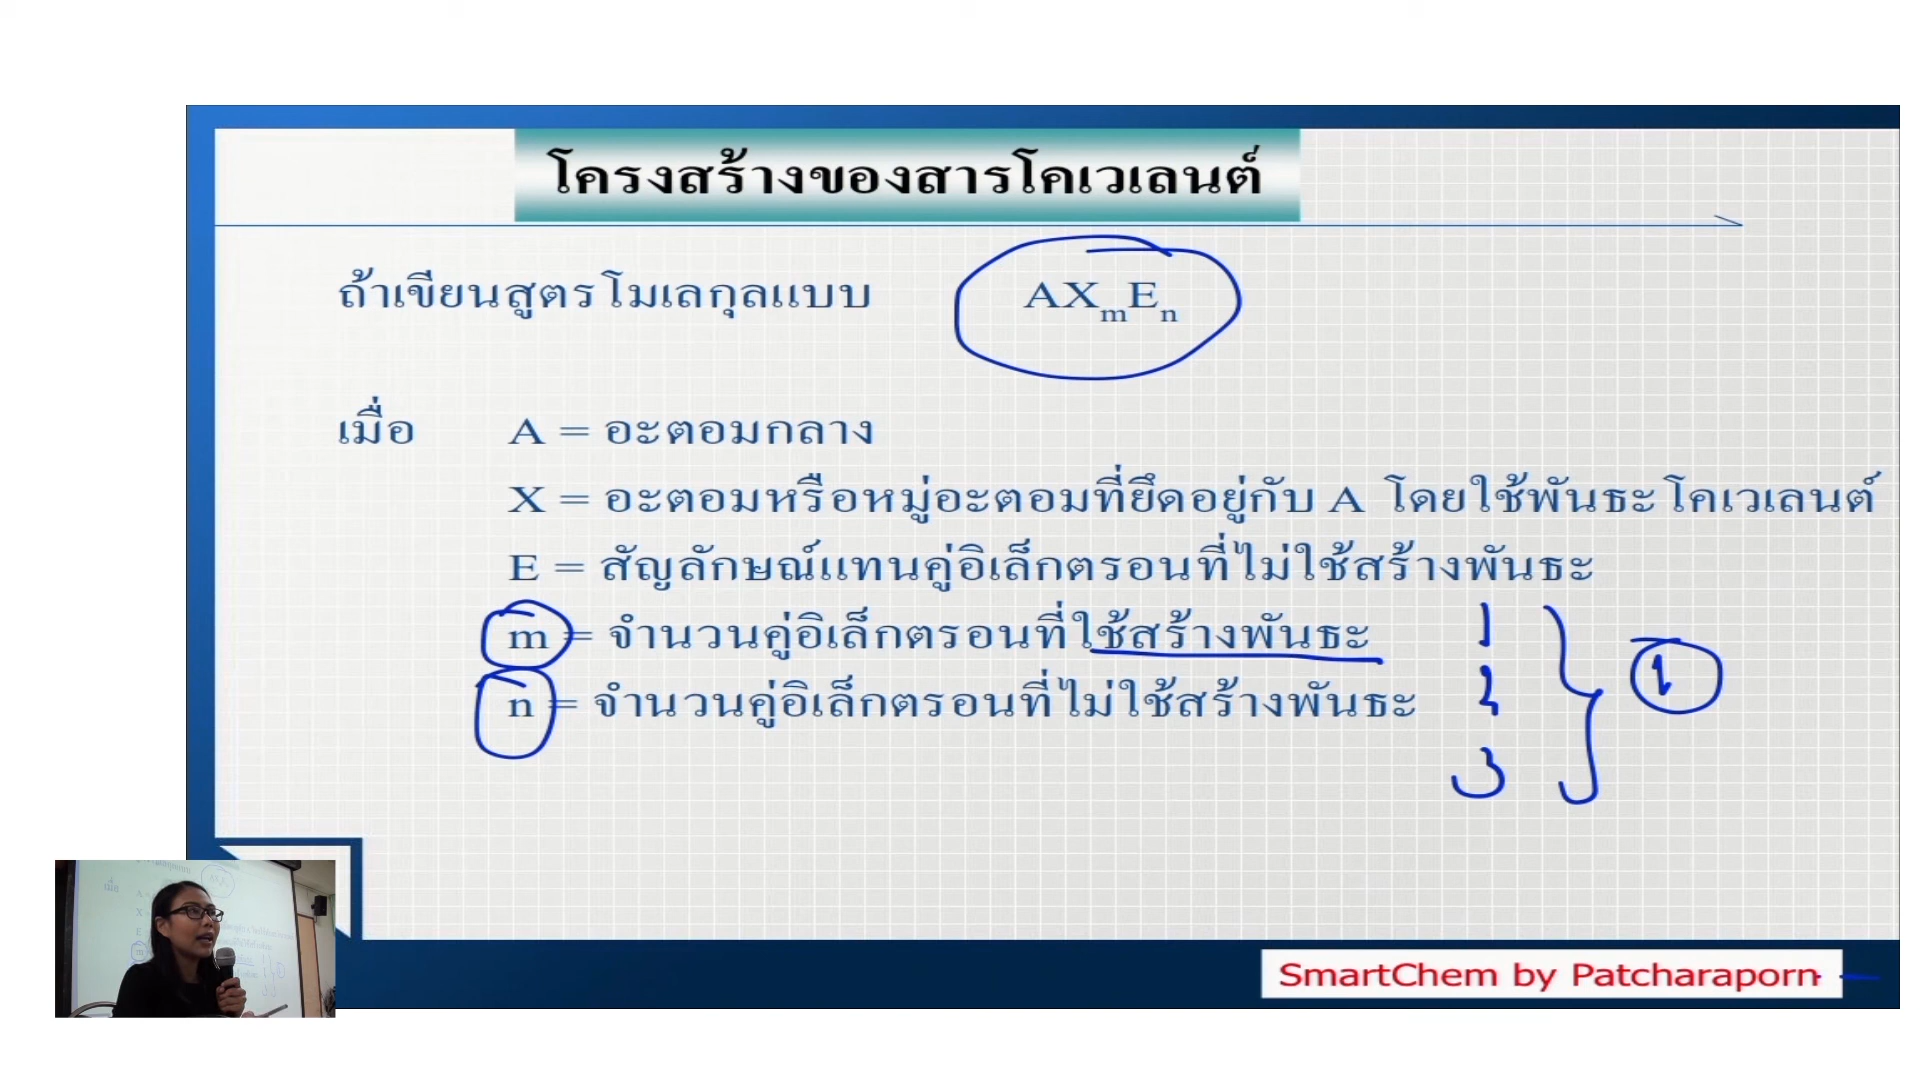 โครงสร้างของสารโคเวเลนต์
ถ้าเขียนสูตรโมเลกุลแบบ AXmEn
เมื่อ A = อะตอมกลาง
X = อะตอมหรือหมู่อะตอมที่ยึดอยู่กับ A โดยใช้พันธะโคเวเลนต์
E = สัญลักษณ์แทนคู่อิเล็กตรอนที่ไม่ใช้สร้างพันธะ
m = จำนวนคู่อิเล็กตรอนที่ใช้สร้างพันธะ
n = จำนวนคู่อิเล็กตรอนที่ไม่ใช้สร้างพันธะ
1
2
3
1
SmartChem by Patcharaporn